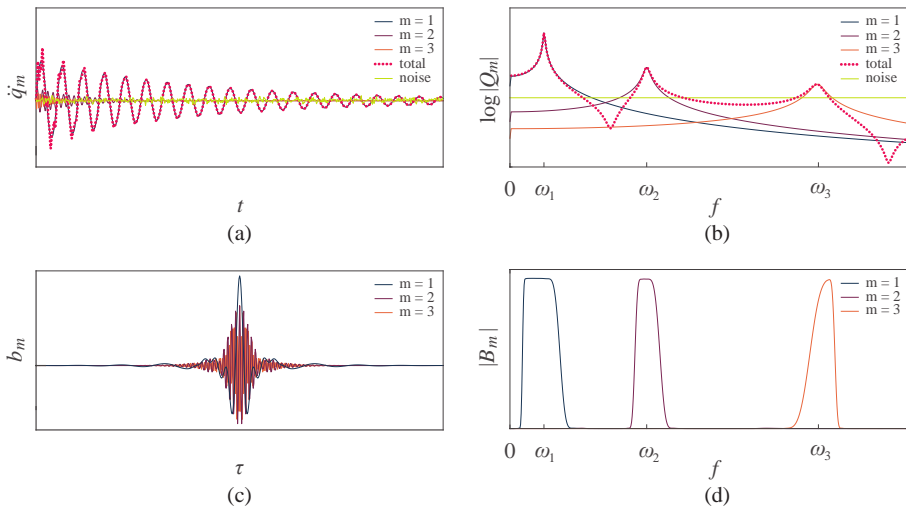 m = 1
m = 2
m = 3
total
noise
q̈ₘ
t
(a)
m = 1
m = 2
m = 3
total
noise
log |Qₘ|
0 ω₁ ω₂ f ω₃
(b)
m = 1
m = 2
m = 3
bₘ
τ
(c)
m = 1
m = 2
m = 3
|Bₘ|
0 ω₁ ω₂ f ω₃
(d)